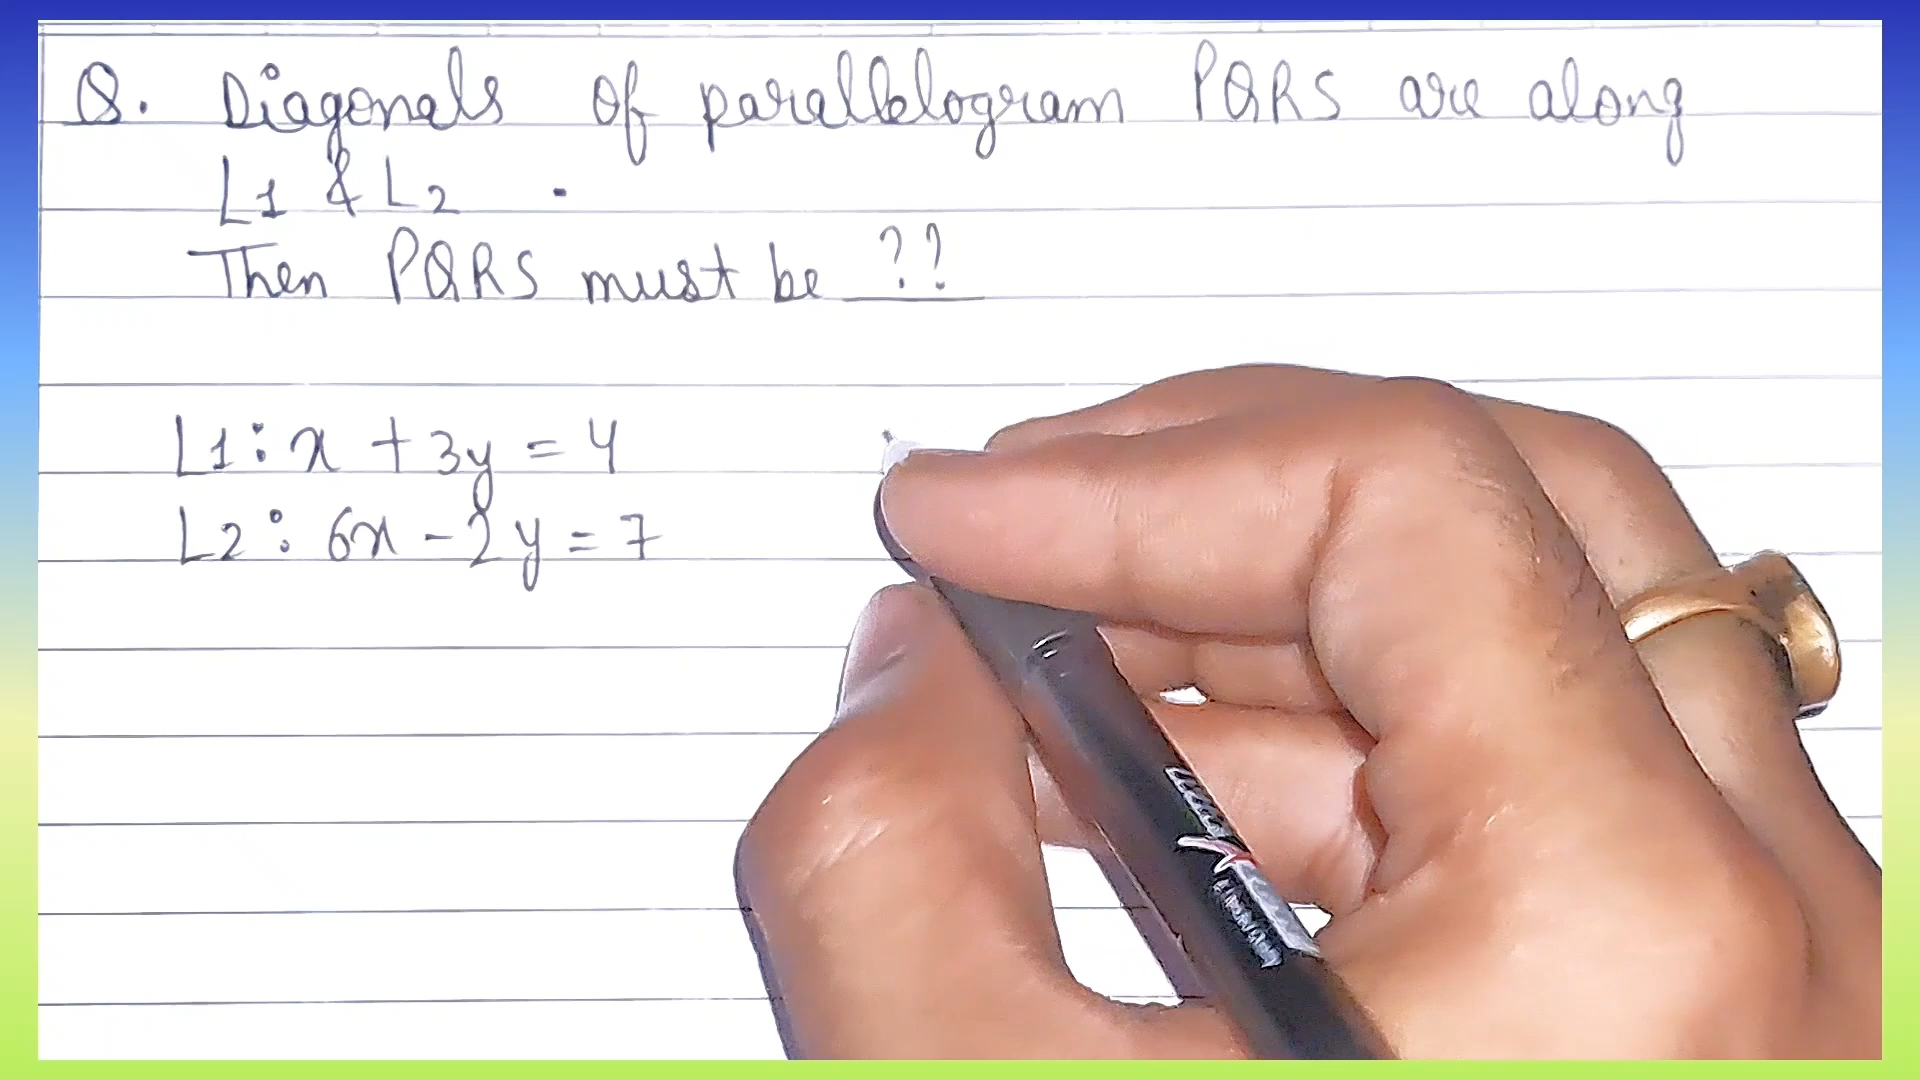 Q. Diagonals of parallelogram PQRS are along
L1 & L2 .
Then PQRS must be ??
L1: x + 3y = 4
L2: 6x - 2y = 7